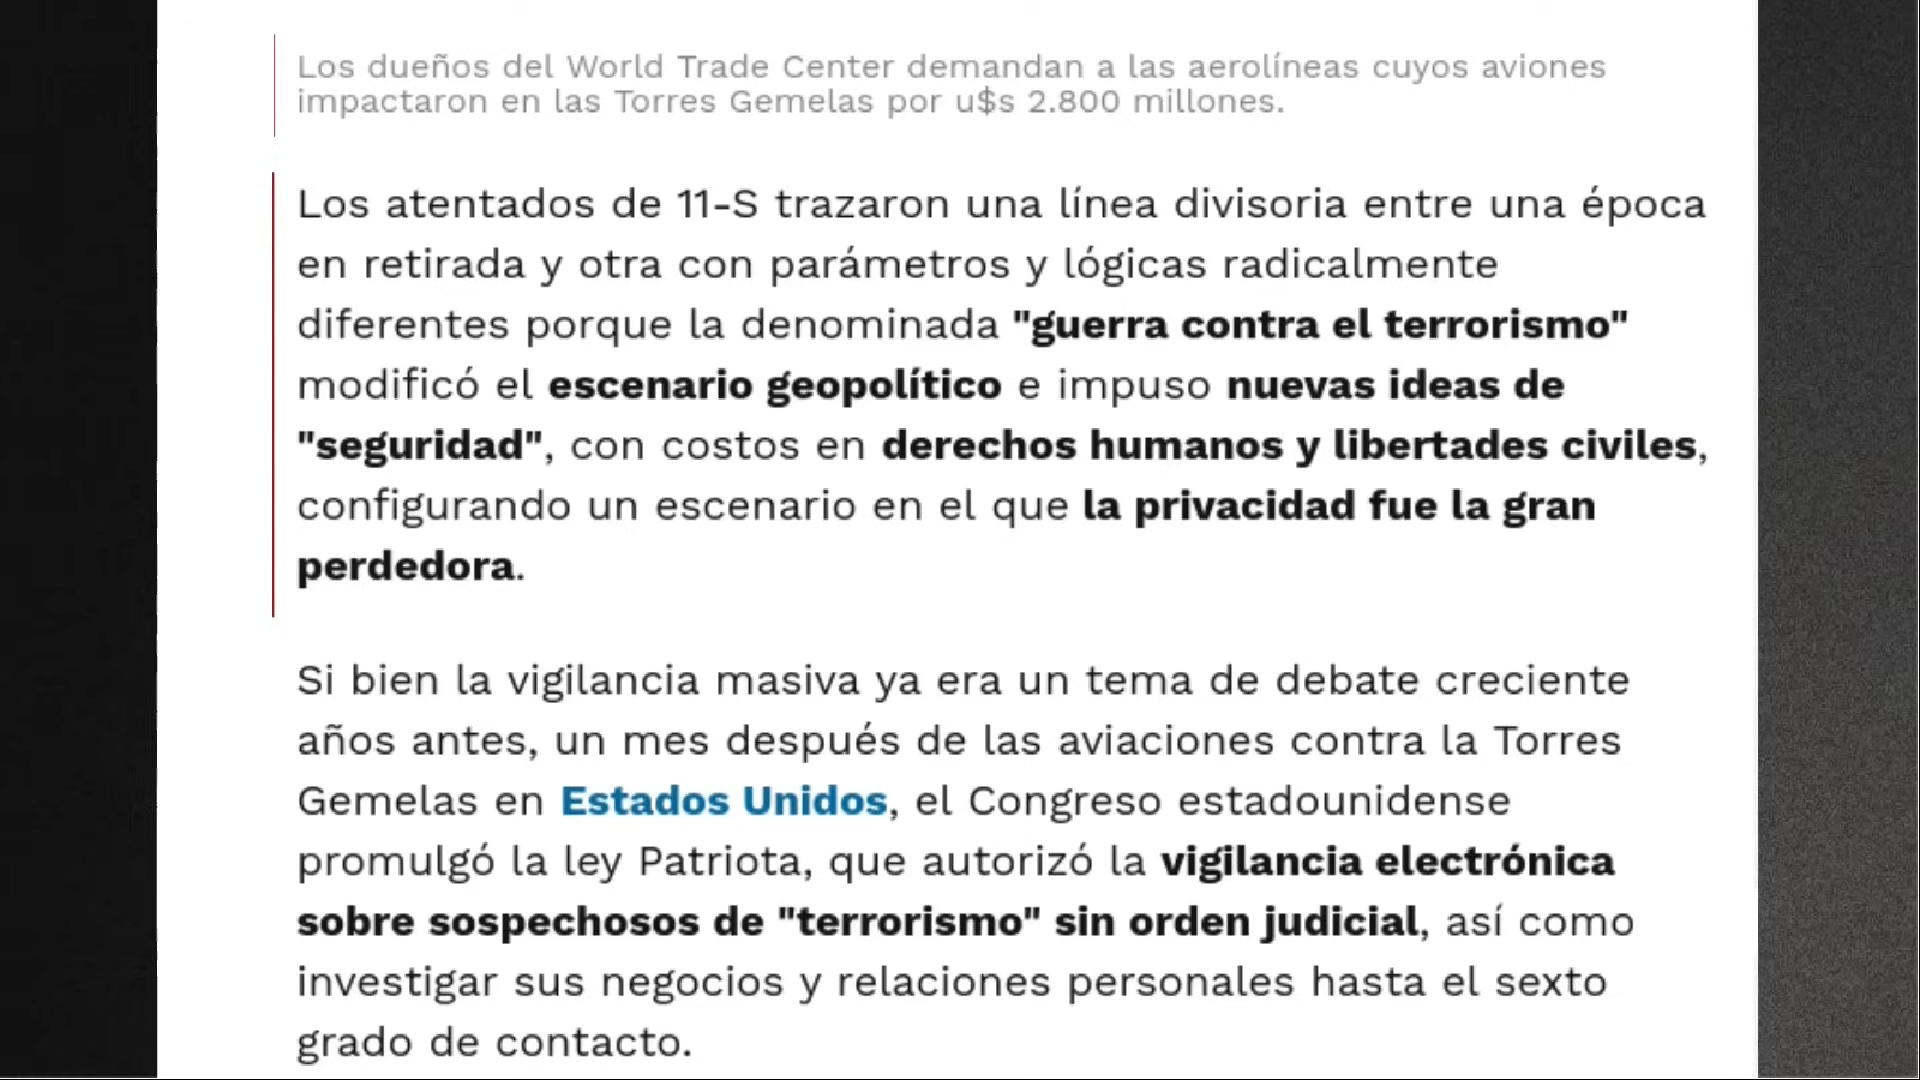 Los dueños del World Trade Center demandan a las aerolíneas cuyos aviones
impactaron en las Torres Gemelas por u$s 2.800 millones.
Los atentados de 11-S trazaron una línea divisoria entre una época
en retirada y otra con parámetros y lógicas radicalmente
diferentes porque la denominada "guerra contra el terrorismo"
modificó el escenario geopolítico e impuso nuevas ideas de
"seguridad", con costos en derechos humanos y libertades civiles,
configurando un escenario en el que la privacidad fue la gran
perdedora.
Si bien la vigilancia masiva ya era un tema de debate creciente
años antes, un mes después de las aviaciones contra la Torres
Gemelas en Estados Unidos, el Congreso estadounidense
promulgó la ley Patriota, que autorizó la vigilancia electrónica
sobre sospechosos de "terrorismo" sin orden judicial, así como
investigar sus negocios y relaciones personales hasta el sexto
grado de contacto.